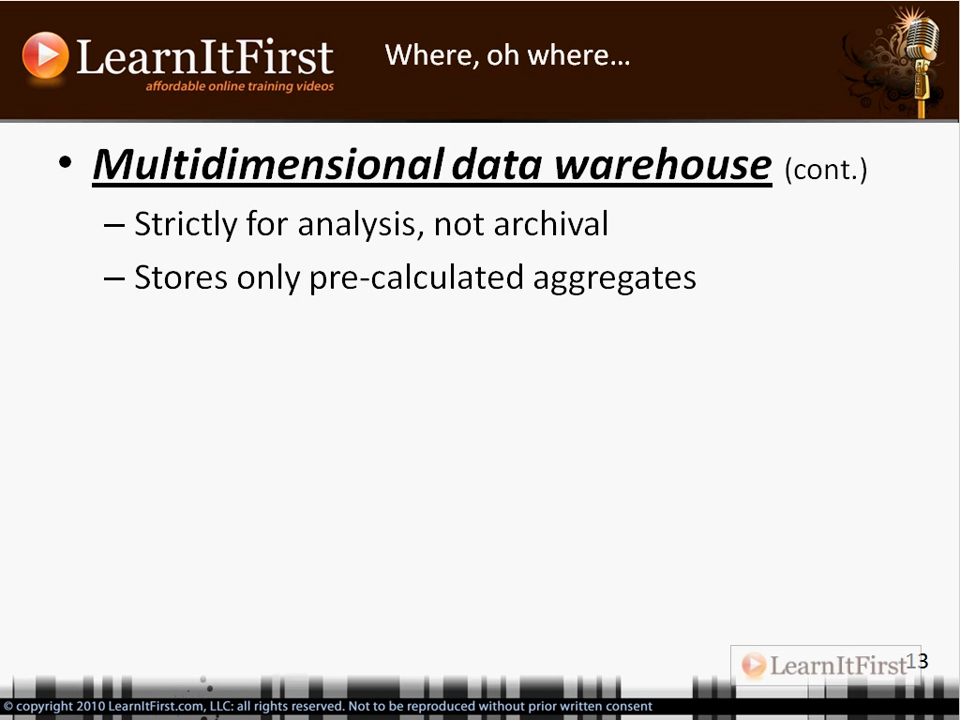 LearnItFirst
affordable online training videos
Where, oh where...
• Multidimensional data warehouse (cont.)
– Strictly for analysis, not archival
– Stores only pre-calculated aggregates
LearnItFirst
13
© copyright 2010 LearnItFirst.com, LLC: all rights reserved. Not to be reproduced without prior written consent